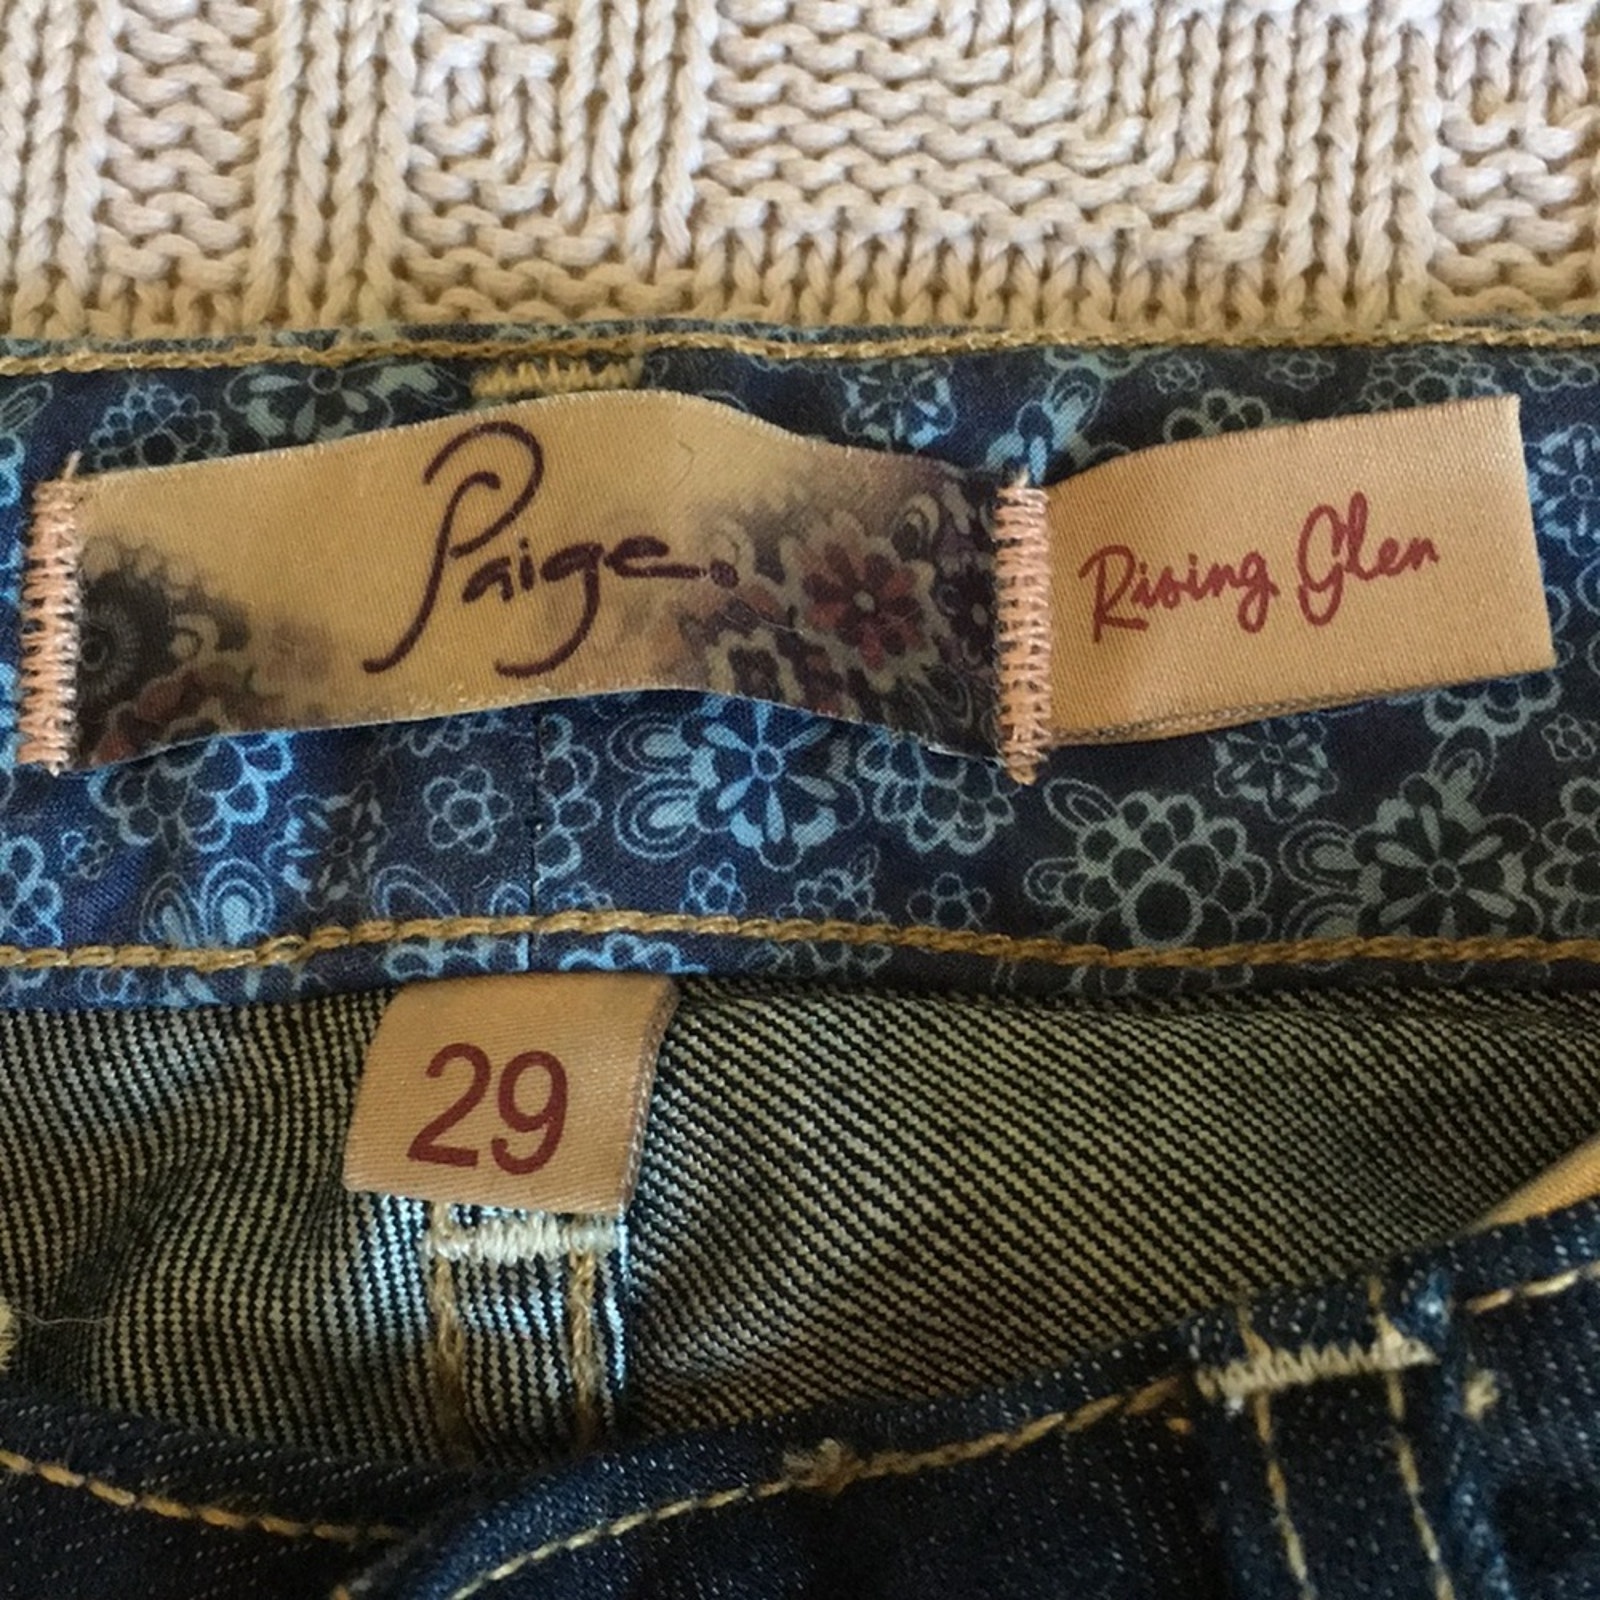 Paige.
Rising Glen
29